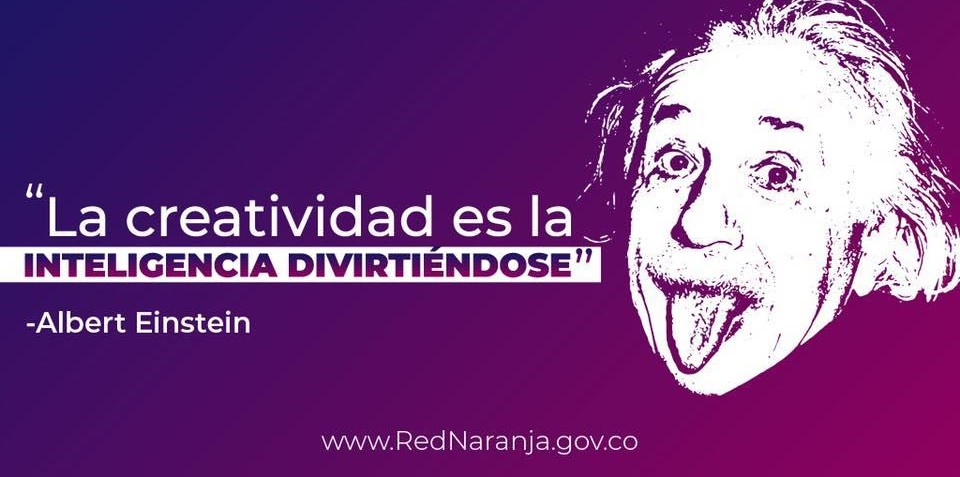 “La creatividad es la
INTELIGENCIA DIVIRTIÉNDOSE”
-Albert Einstein
www.RedNaranja.gov.co